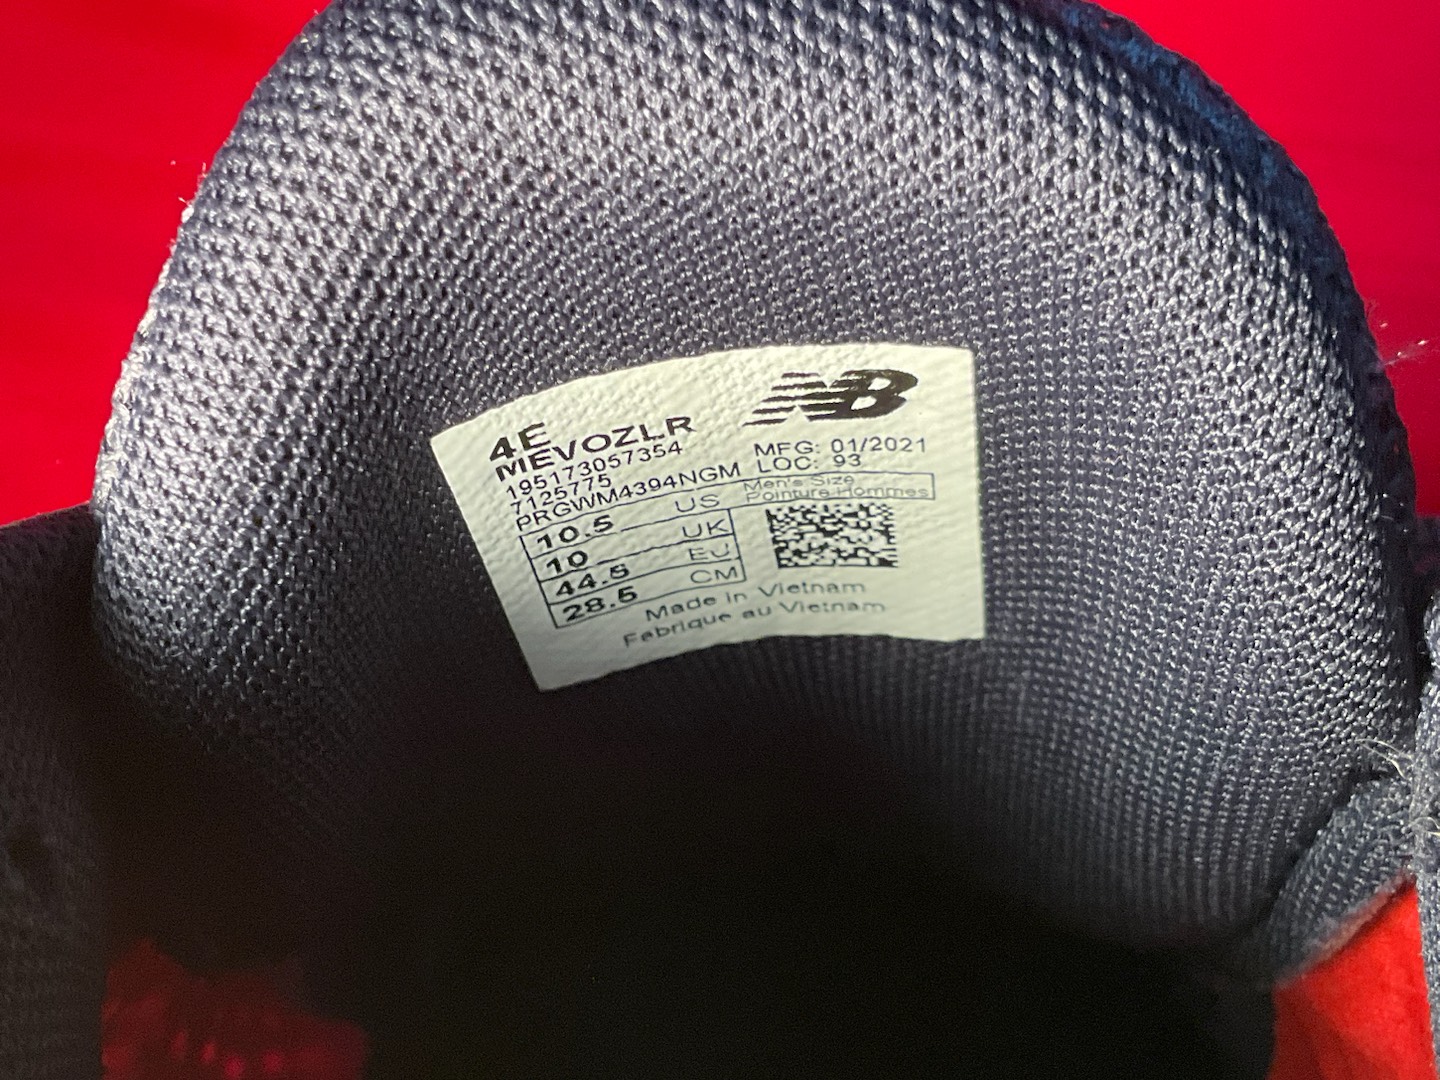 4E
MEVOZLR
195173057354
7125775
PRGWM4394NGM
NB
MFG: 01/2021
LOC: 93
Men's Size
Pointure Hommes
10.5 US
10 UK
44.5 EU
28.5 CM
Made in Vietnam
Fabrique au Vietnam